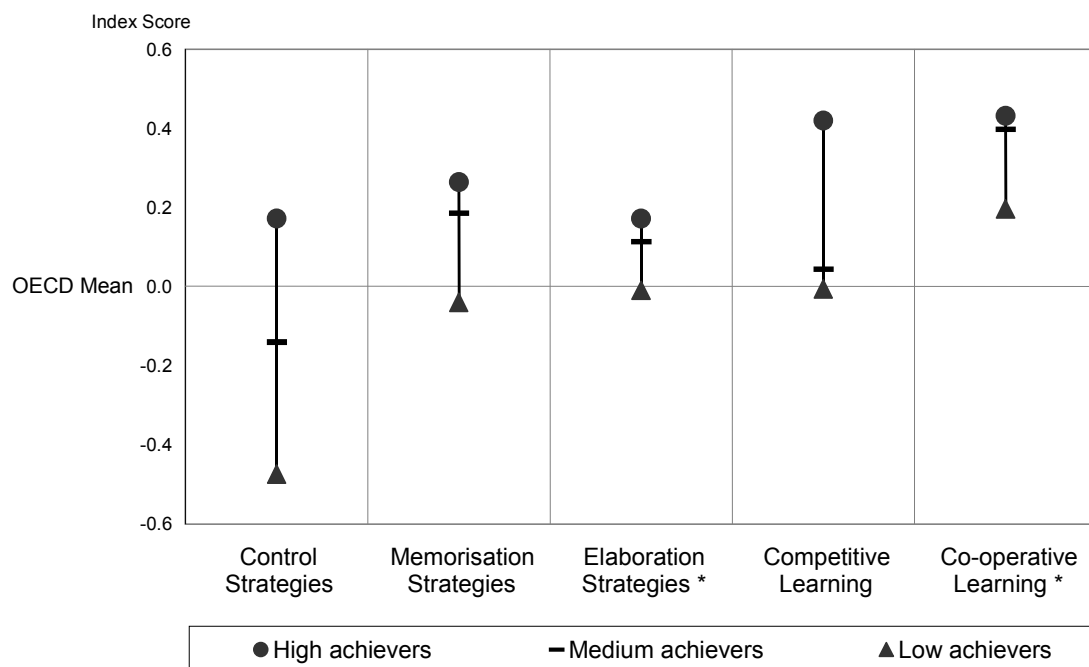 Index Score
0.6
0.4
0.2
OECD Mean 0.0
-0.2
-0.4
-0.6
Control Strategies
Memorisation Strategies
Elaboration Strategies *
Competitive Learning
Co-operative Learning *
High achievers
Medium achievers
Low achievers